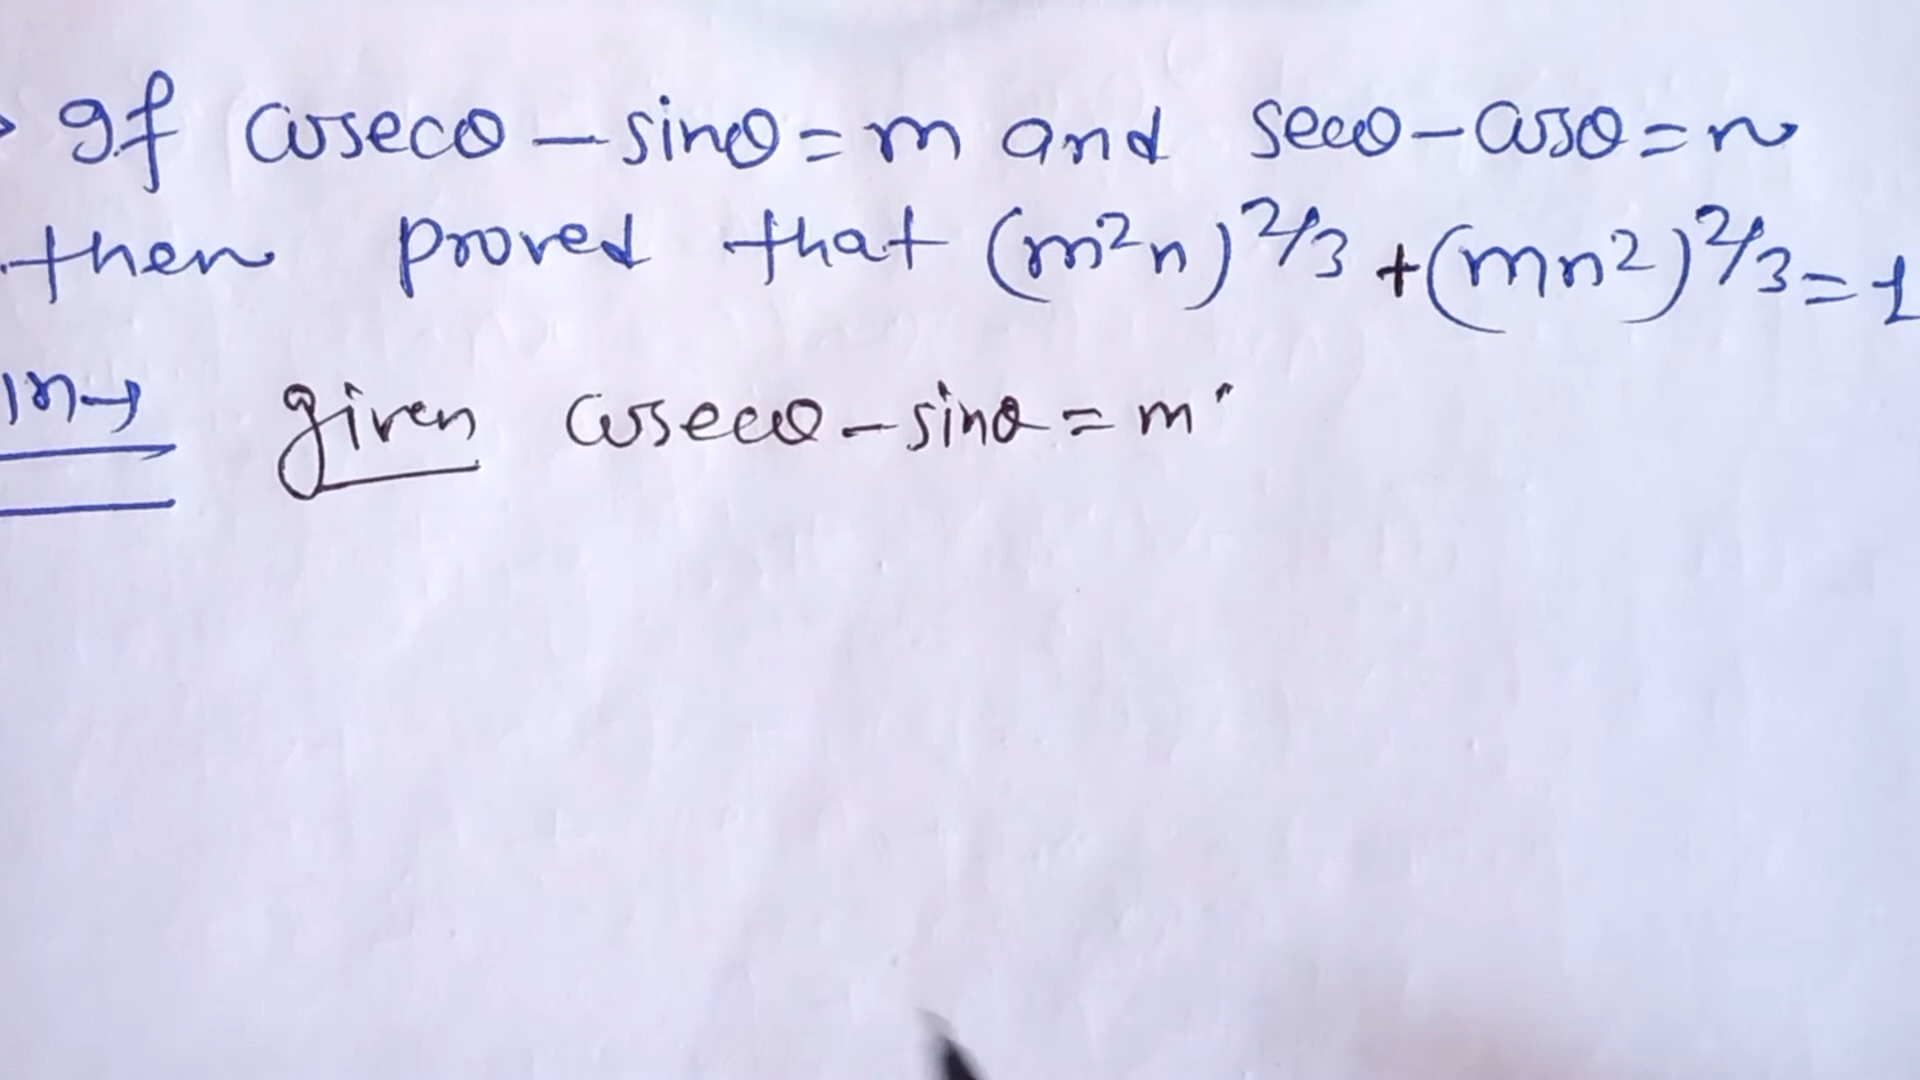 If cosecθ - sinθ = m and secθ - cosθ = n
then proved that (m²n)^2/3 + (mn²)^2/3 = 1
ln→ given cosecθ - sinθ = m